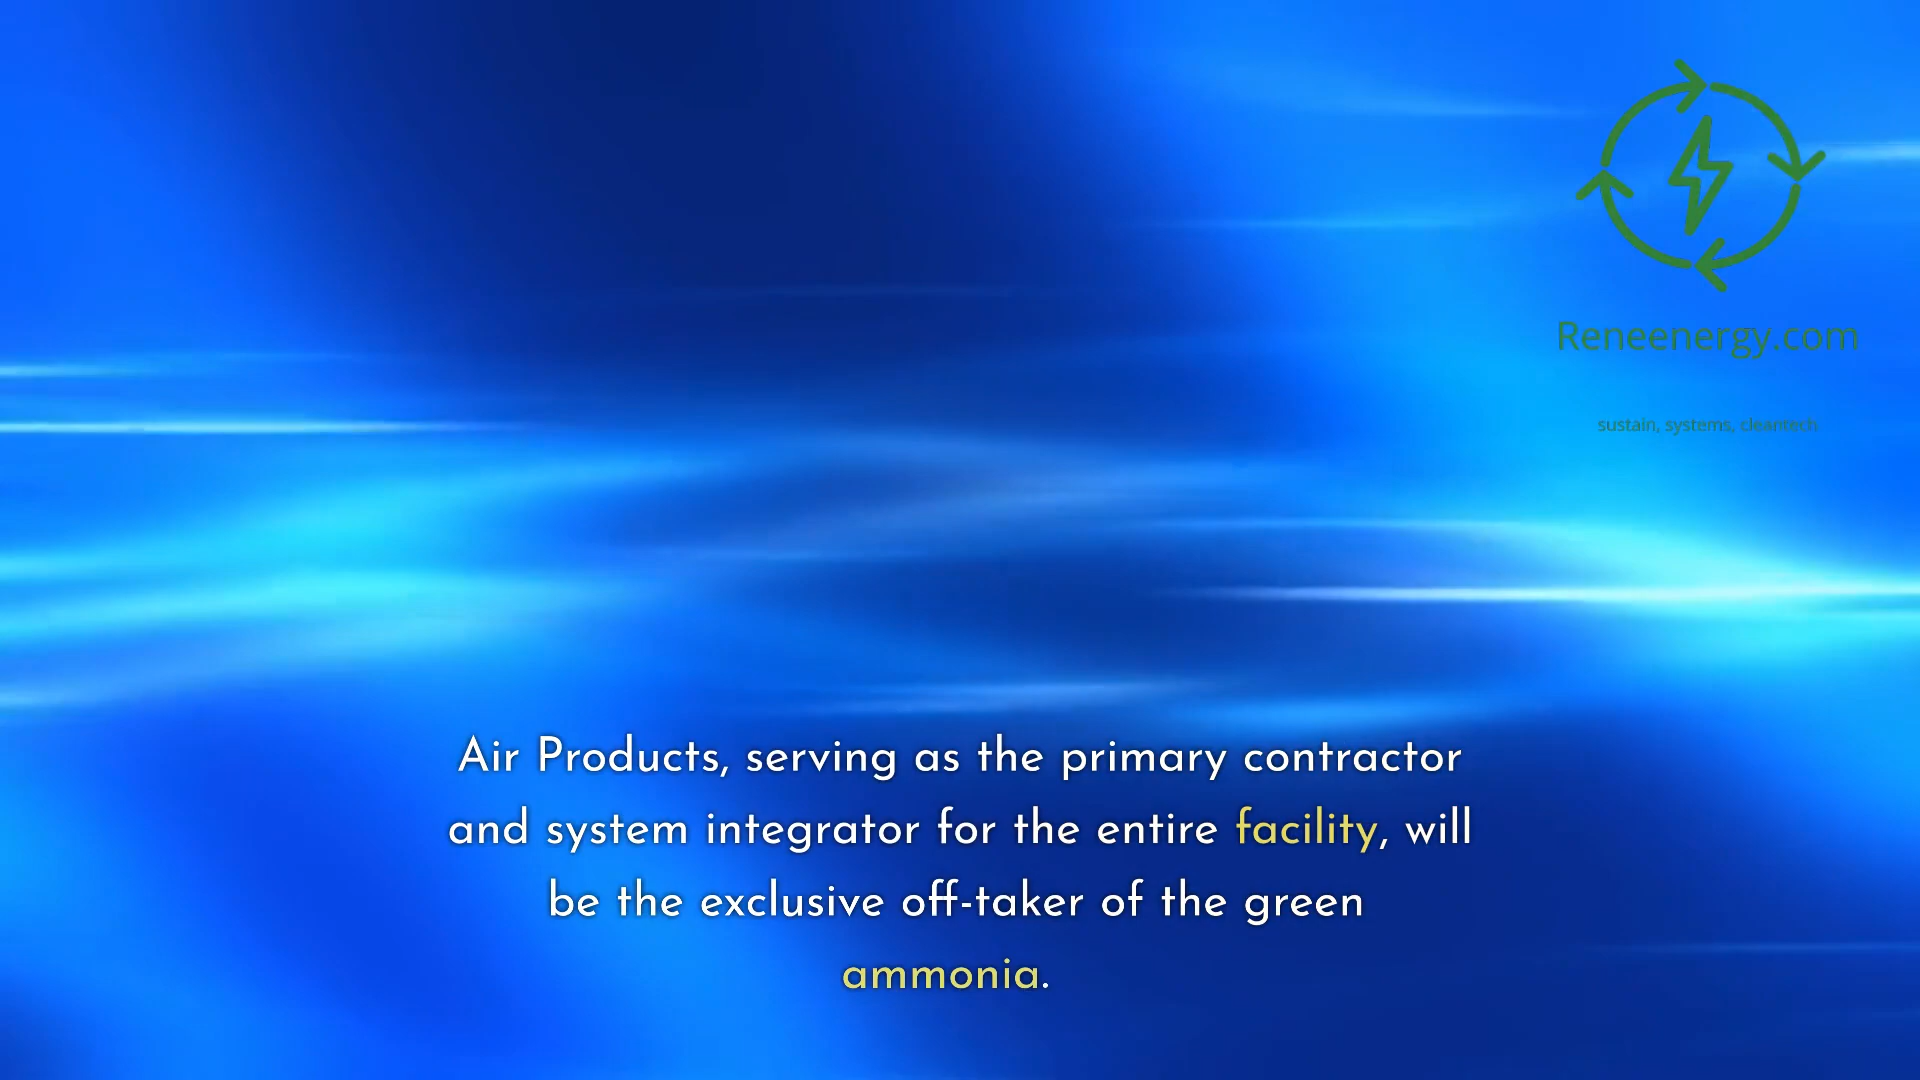 Reneenergy.com
sustain, systems, cleantech
Air Products, serving as the primary contractor
and system integrator for the entire facility, will
be the exclusive off-taker of the green
ammonia.